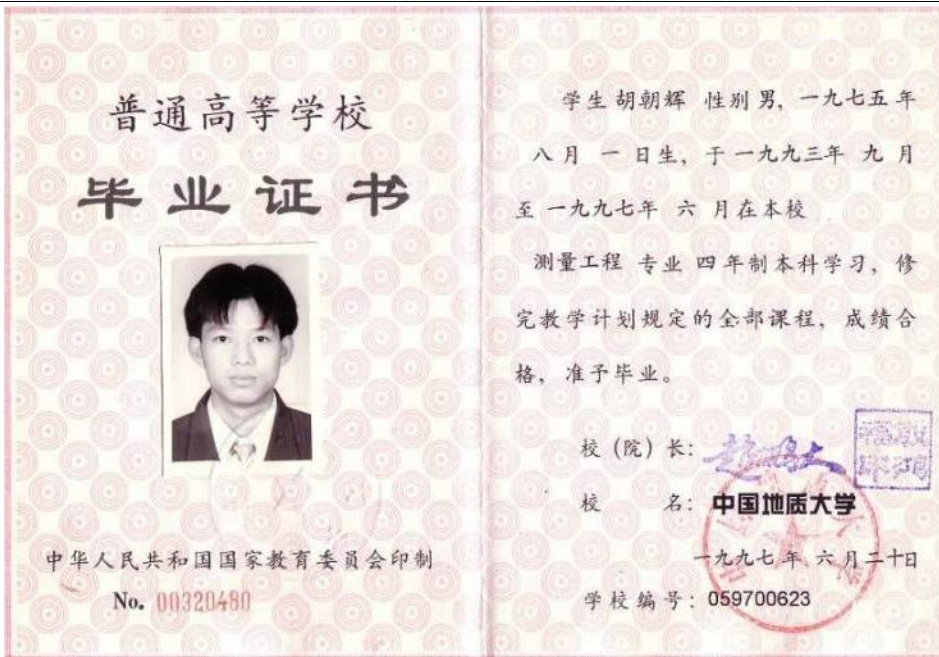 普通高等学校
毕业证书
中华人民共和国国家教育委员会印制
No. 00320480
学生 胡朝辉 性别 男，一九七五年
八月 一 日生，于一九九三年 九 月
至一九九七年 六 月在本校
测量工程 专业 四年制本科学习，修
完教学计划规定的全部课程，成绩合
格，准予毕业。
校（院）长：
校 名：中国地质大学
一九九七年 六月二十日
学校编号：059700623